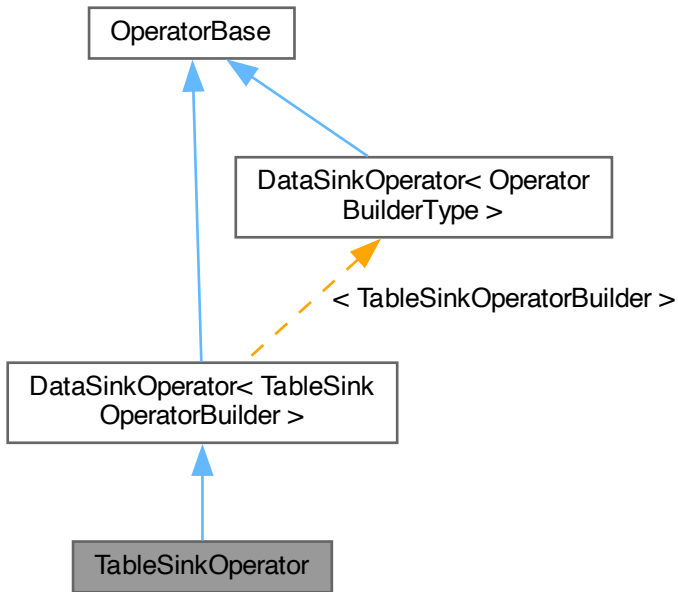 OperatorBase
DataSinkOperator< Operator
BuilderType >
< TableSinkOperatorBuilder >
DataSinkOperator< TableSink
OperatorBuilder >
TableSinkOperator